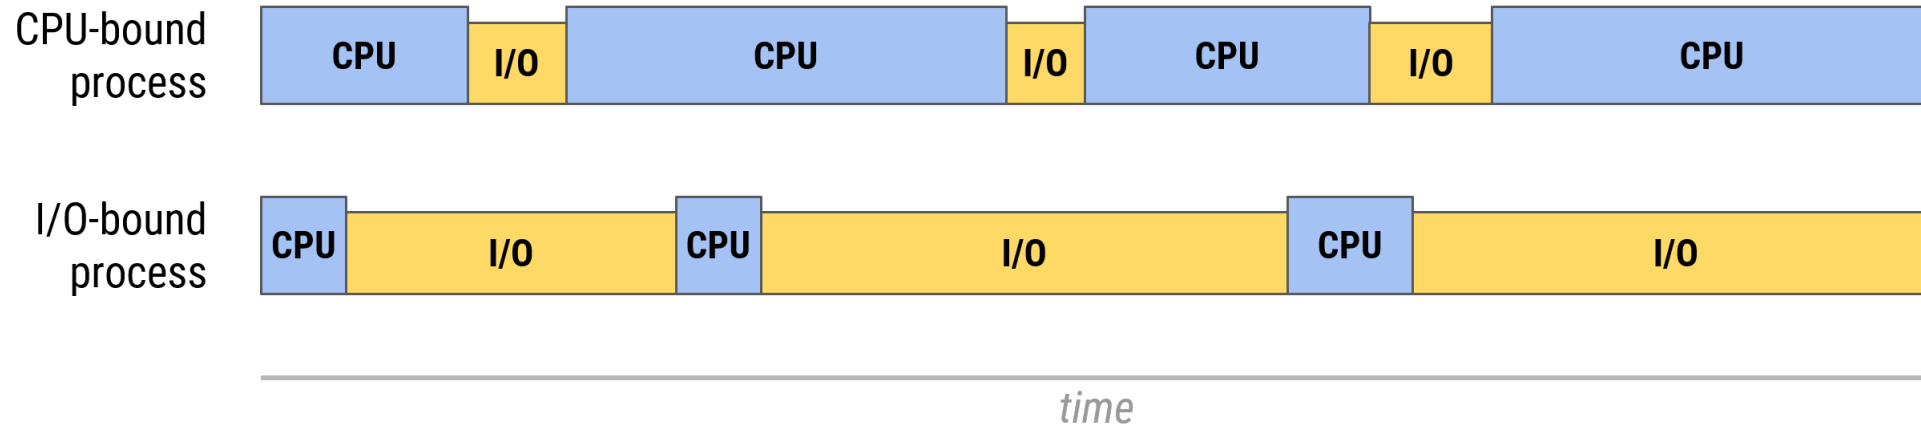 CPU-bound
process
CPU I/O CPU I/O CPU I/O CPU
I/O-bound
process
CPU I/O CPU I/O CPU I/O
time